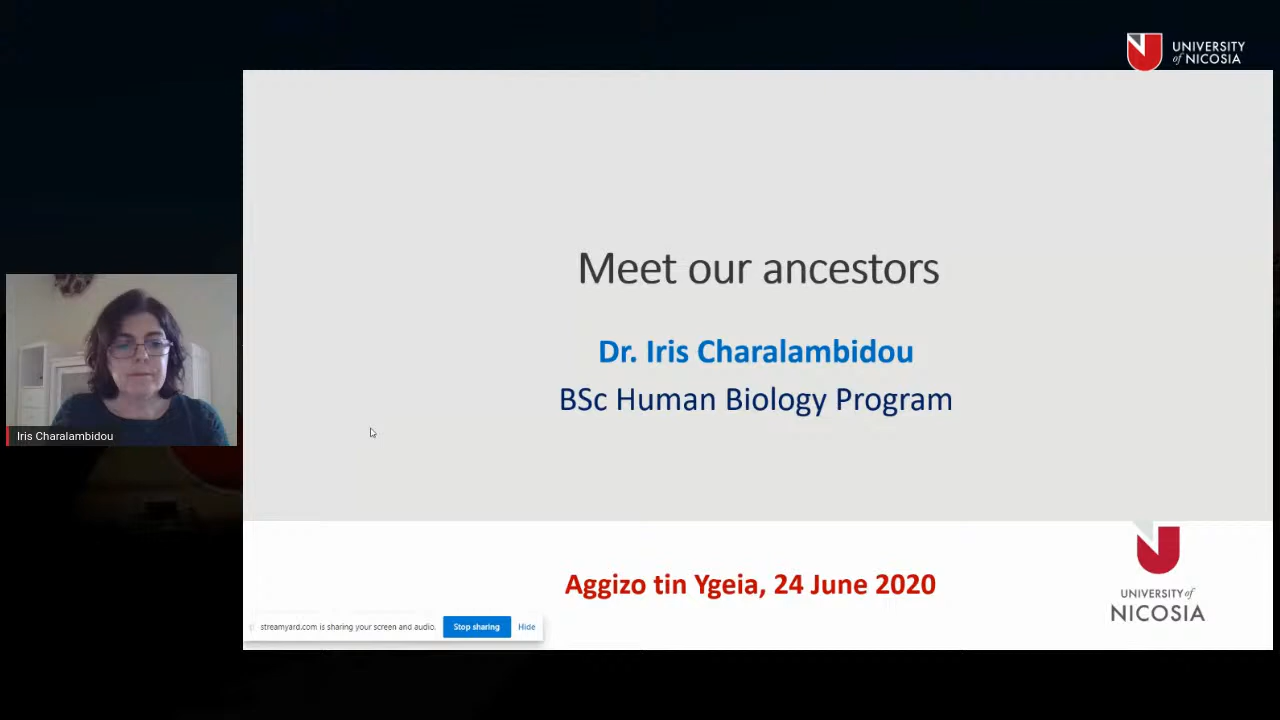 UNIVERSITY
of NICOSIA
Meet our ancestors
Dr. Iris Charalambidou
BSc Human Biology Program
Iris Charalambidou
Aggizo tin Ygeia, 24 June 2020
UNIVERSITY of
NICOSIA
streamyard.com is sharing your screen and audio.
Stop sharing
Hide